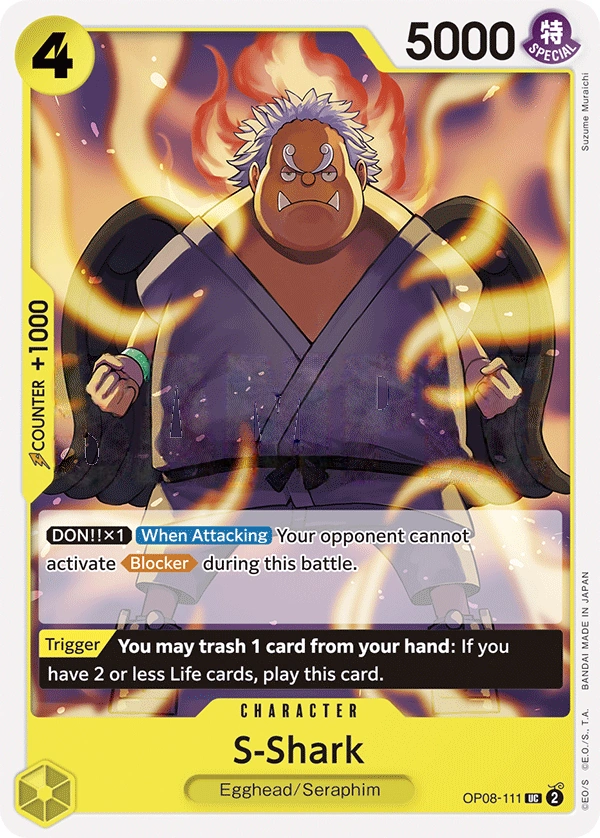 4
5000
特
SPECIAL
Suzume Muraichi
COUNTER +1000
DON!!×1 When Attacking Your opponent cannot
activate Blocker during this battle.
Trigger You may trash 1 card from your hand: If you
have 2 or less Life cards, play this card.
CHARACTER
S-Shark
Egghead/Seraphim
OP08-111 UC 2
©EO/S ©E.O./S., T.A. BANDAI MADE IN JAPAN